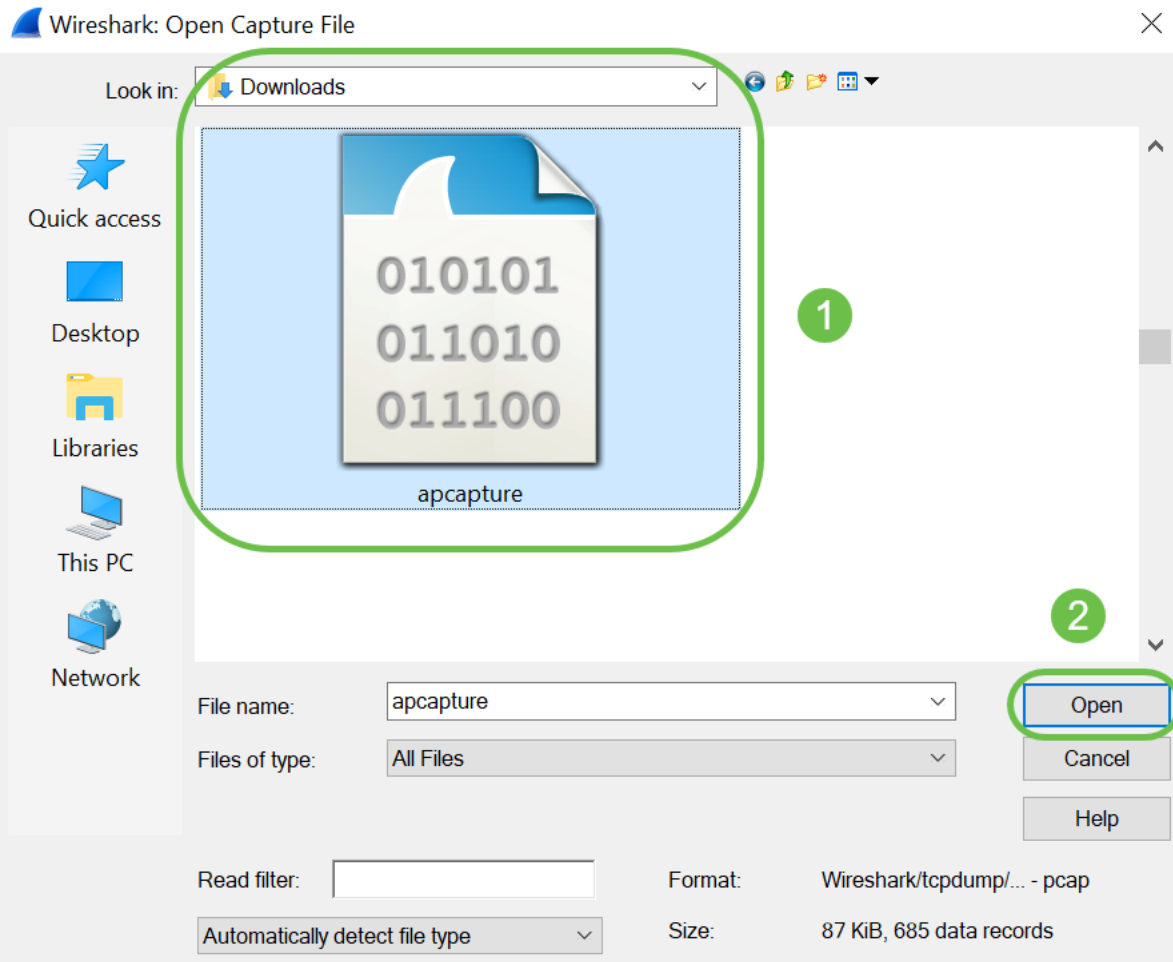 Wireshark: Open Capture File
Look in: Downloads
Quick access
Desktop
Libraries
This PC
Network
010101
011010
011100
apcapture
1
2
File name: apcapture
Open
Files of type: All Files
Cancel
Help
Read filter:
Format: Wireshark/tcpdump/... - pcap
Automatically detect file type
Size: 87 KiB, 685 data records